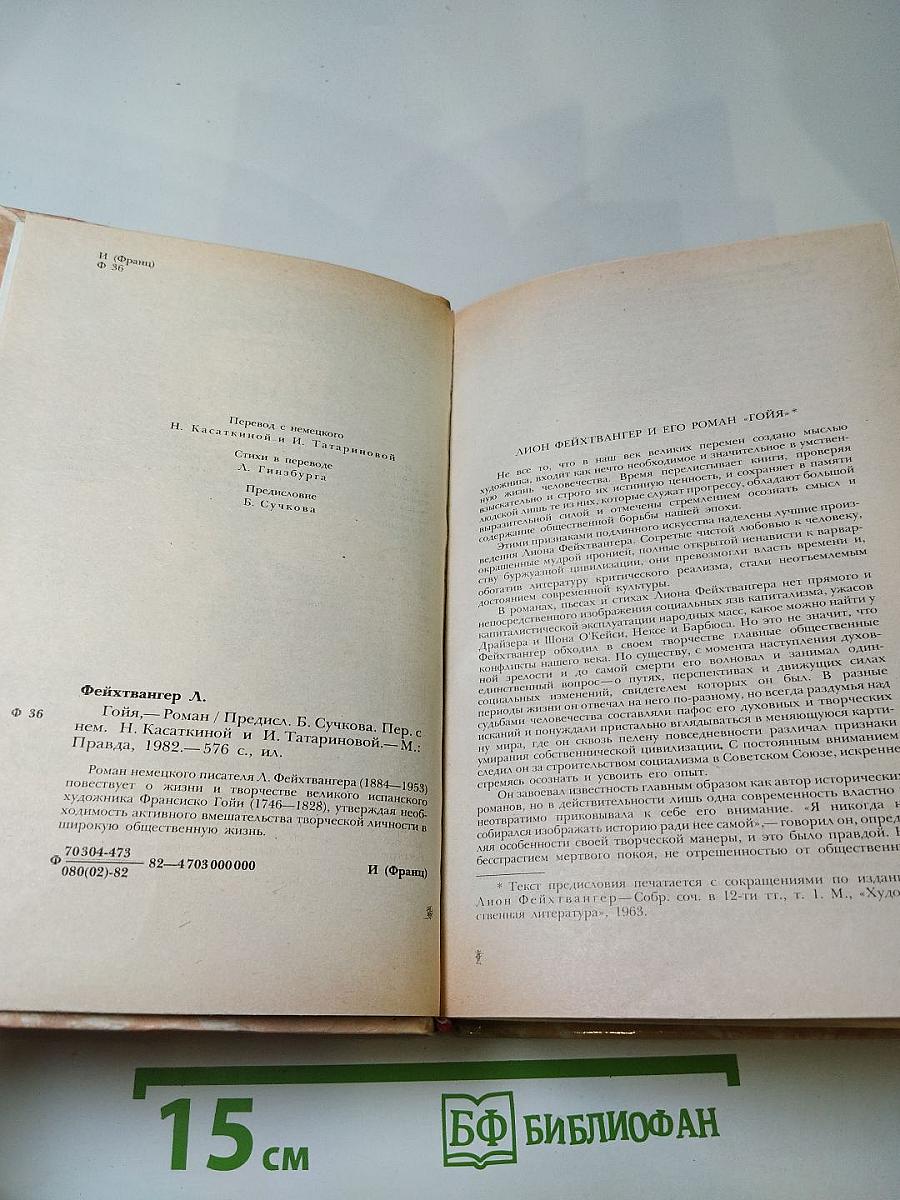 И (Франц)
Ф 36
Перевод с немецкого
Н. Касаткиной и И. Татариновой
Стихи в переводе
Л. Гинзбурга
Предисловие
Б. Сучкова
Фейхтвангер Л.
Ф 36
Гойя,— Роман / Предисл. Б. Сучкова. Пер. с
нем. Н. Касаткиной и И. Татариновой.— М.:
Правда, 1982.— 576 с., ил.
Роман немецкого писателя Л. Фейхтвангера (1884—1953)
повествует о жизни и творчестве великого испанского
художника Франсиско Гойи (1746—1828), утверждая необ-
ходимость активного вмешательства творческой личности в
широкую общественную жизнь.
Ф 70304-473
080(02)-82 82—4703000000
И (Франц)
ЛИОН ФЕЙХТВАНГЕР И ЕГО РОМАН «ГОЙЯ»*
Не все то, что в наш век великих перемен создано мыслью
художника, входит как нечто необходимое и значительное в умствен-
ную жизнь человечества. Время перелистывает книги, проверяя
взыскательно и строго их истинную ценность, и сохраняет в памяти
людской лишь те из них, которые служат прогрессу, обладают большой
выразительной силой и отмечены стремлением осознать смысл и
содержание общественной борьбы нашей эпохи.
Этими признаками подлинного искусства наделены лучшие произ-
ведения Лиона Фейхтвангера. Согретые чистой любовью к человеку,
окрашенные мудрой иронией, полные открытой ненависти к варвар-
ству буржуазной цивилизации, они превозмогли власть времени и,
обогатив литературу критического реализма, стали неотъемлемым
достоянием современной культуры.
В романах, пьесах и стихах Лиона Фейхтвангера нет прямого и
непосредственного изображения социальных язв капитализма, ужасов
капиталистической эксплуатации народных масс, какое можно найти у
Драйзера и Шона О'Кейси, Нексе и Барбюса. Но это не значит, что
Фейхтвангер обходил в своем творчестве главные общественные
конфликты нашего века. По существу, с момента наступления духов-
ной зрелости и до самой смерти его волновал и занимал один-
единственный вопрос — о путях, перспективах и движущих силах
социальных изменений, свидетелем которых он был. В разные
периоды жизни он отвечал на него по-разному, но всегда раздумья над
судьбами человечества составляли пафос его духовных и творческих
исканий и понуждали пристально вглядываться в меняющуюся карти-
ну мира, где он сквозь пелену повседневности различал признаки
умирания собственнической цивилизации. С постоянным вниманием
следил он за строительством социализма в Советском Союзе, искренне
стремясь осознать и усвоить его опыт.
Он завоевал известность главным образом как автор исторических
романов, но в действительности лишь одна современность властно
неотвратимо приковывала к себе его внимание. «Я никогда н
собирался изображать историю ради нее самой»,— говорил он, опред
ляя особенности своей творческой манеры, и это было правдой. Н
бесстрастием мертвого покоя, не отрешенностью от обществен
* Текст предисловия печатается с сокращениями по издани
Лион Фейхтвангер — Собр. соч. в 12-ти тт., т. 1. М., «Худо
ственная литература», 1963.
15 см
БФ БИБЛИОФАН